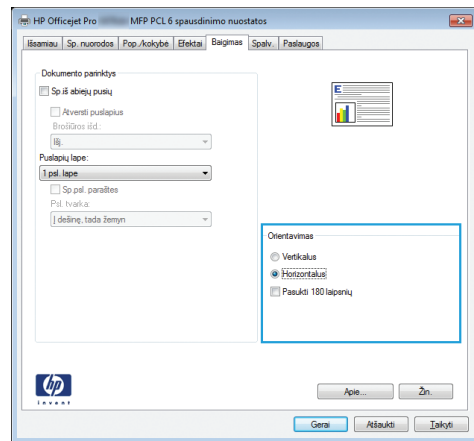 HP Officejet Pro MFP PCL 6 spausdinimo nuostatos
Išsamiau Sp. nuorodos Pop./kokybė Efektai Baigimas Spalv. Paslaugos
Dokumento parinktys
Sp.iš abiejų pusių
Atversti puslapius
Brošiūros išd.:
Išj.
Puslapių lape:
1 psl. lape
Sp.psl. paraštes
Psl. tvarka:
Į dešinę, tada žemyn
E
Orientavimas
Vertikalus
Horizontalus
Pasukti 180 laipsnių
hp
invent
Apie... Žin.
Gerai Atšaukti Taikyti